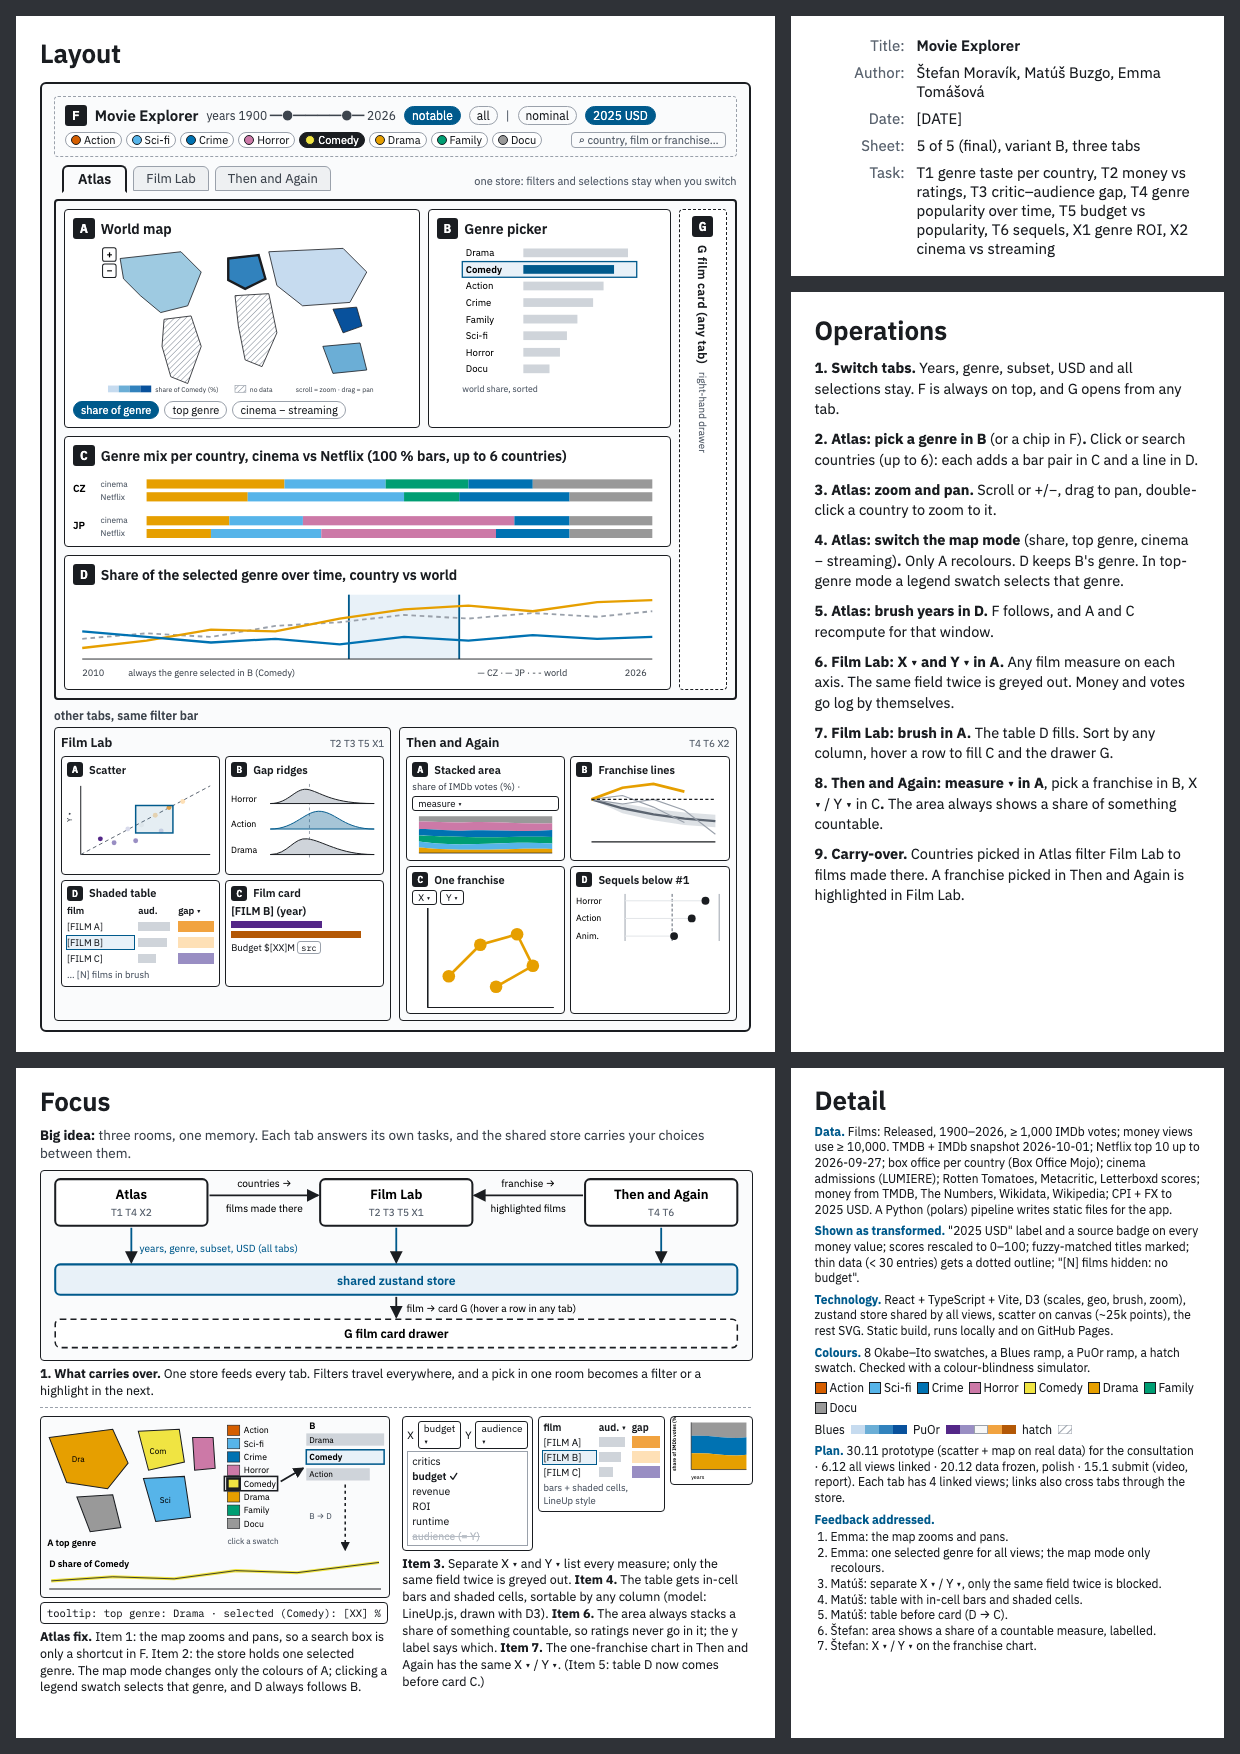 Layout
F Movie Explorer years 1900 2026 notable all | nominal 2025 USD
Action Sci-fi Crime Horror Comedy Drama Family Docu ⌕ country, film or franchise...
Atlas Film Lab Then and Again one store: filters and selections stay when you switch
A World map
+
−
share of Comedy (%) no data scroll = zoom · drag = pan
share of genre top genre cinema – streaming
B Genre picker
Drama
Comedy
Action
Crime
Family
Sci-fi
Horror
Docu
world share, sorted
G
G film card (any tab) right-hand drawer
C Genre mix per country, cinema vs Netflix (100 % bars, up to 6 countries)
CZ cinema
Netflix
JP cinema
Netflix
D Share of the selected genre over time, country vs world
2010 always the genre selected in B (Comedy) — CZ · — JP · - - world 2026
other tabs, same filter bar
Film Lab T2 T3 T5 X1
A Scatter
Y ▾
B Gap ridges
Horror
Action
Drama
D Shaded table
film aud. gap ▾
[FILM A]
[FILM B]
[FILM C]
... [N] films in brush
C Film card
[FILM B] (year)
Budget $[XX]M src
Then and Again T4 T6 X2
A Stacked area
share of IMDb votes (%) ·
measure ▾
B Franchise lines
C One franchise
X ▾ Y ▾
D Sequels below #1
Horror
Action
Anim.
Title: Movie Explorer
Author: Štefan Moravík, Matúš Buzgo, Emma
Tomášová
Date: [DATE]
Sheet: 5 of 5 (final), variant B, three tabs
Task: T1 genre taste per country, T2 money vs
ratings, T3 critic–audience gap, T4 genre
popularity over time, T5 budget vs
popularity, T6 sequels, X1 genre ROI, X2
cinema vs streaming
Operations
1. Switch tabs. Years, genre, subset, USD and all
selections stay. F is always on top, and G opens from any
tab.
2. Atlas: pick a genre in B (or a chip in F). Click or search
countries (up to 6): each adds a bar pair in C and a line in D.
3. Atlas: zoom and pan. Scroll or +/−, drag to pan, double-
click a country to zoom to it.
4. Atlas: switch the map mode (share, top genre, cinema
– streaming). Only A recolours. D keeps B's genre. In top-
genre mode a legend swatch selects that genre.
5. Atlas: brush years in D. F follows, and A and C
recompute for that window.
6. Film Lab: X ▾ and Y ▾ in A. Any film measure on each
axis. The same field twice is greyed out. Money and votes
go log by themselves.
7. Film Lab: brush in A. The table D fills. Sort by any
column, hover a row to fill C and the drawer G.
8. Then and Again: measure ▾ in A, pick a franchise in B, X
▾ / Y ▾ in C. The area always shows a share of something
countable.
9. Carry-over. Countries picked in Atlas filter Film Lab to
films made there. A franchise picked in Then and Again is
highlighted in Film Lab.
Focus
Big idea: three rooms, one memory. Each tab answers its own tasks, and the shared store carries your choices
between them.
Atlas
T1 T4 X2
countries →
films made there
Film Lab
T2 T3 T5 X1
franchise →
highlighted films
Then and Again
T4 T6
years, genre, subset, USD (all tabs)
shared zustand store
film → card G (hover a row in any tab)
G film card drawer
1. What carries over. One store feeds every tab. Filters travel everywhere, and a pick in one room becomes a filter or a
highlight in the next.
Dra
Com
Sci
A top genre
Action
Sci-fi
Crime
Horror
Comedy
Drama
Family
Docu
click a swatch
B
Drama
Comedy
Action
B → D
D share of Comedy
tooltip: top genre: Drama · selected (Comedy): [XX] %
Atlas fix. Item 1: the map zooms and pans, so a search box is
only a shortcut in F. Item 2: the store holds one selected
genre. The map mode changes only the colours of A; clicking a
legend swatch selects that genre, and D always follows B.
X budget ▾ Y audience ▾
critics
budget ✓
revenue
ROI
runtime
audience (= Y)
film aud. ▾ gap
[FILM A]
[FILM B]
[FILM C]
bars + shaded cells,
LineUp style
share of IMDb votes (%)
years
Item 3. Separate X ▾ and Y ▾ list every measure; only the
same field twice is greyed out. Item 4. The table gets in-cell
bars and shaded cells, sortable by any column (model:
LineUp.js, drawn with D3). Item 6. The area always stacks a
share of something countable, so ratings never go in it; the y
label says which. Item 7. The one-franchise chart in Then and
Again has the same X ▾ / Y ▾. (Item 5: table D now comes
before card C.)
Detail
Data. Films: Released, 1900–2026, ≥ 1,000 IMDb votes; money views
use ≥ 10,000. TMDB + IMDb snapshot 2026-10-01; Netflix top 10 up to
2026-09-27; box office per country (Box Office Mojo); cinema
admissions (LUMIERE); Rotten Tomatoes, Metacritic, Letterboxd scores;
money from TMDB, The Numbers, Wikidata, Wikipedia; CPI + FX to
2025 USD. A Python (polars) pipeline writes static files for the app.
Shown as transformed. "2025 USD" label and a source badge on every
money value; scores rescaled to 0–100; fuzzy-matched titles marked;
thin data (< 30 entries) gets a dotted outline; "[N] films hidden: no
budget".
Technology. React + TypeScript + Vite, D3 (scales, geo, brush, zoom),
zustand store shared by all views, scatter on canvas (~25k points), the
rest SVG. Static build, runs locally and on GitHub Pages.
Colours. 8 Okabe–Ito swatches, a Blues ramp, a PuOr ramp, a hatch
swatch. Checked with a colour-blindness simulator.
Action Sci-fi Crime Horror Comedy Drama Family
Docu
Blues PuOr hatch
Plan. 30.11 prototype (scatter + map on real data) for the consultation
· 6.12 all views linked · 20.12 data frozen, polish · 15.1 submit (video,
report). Each tab has 4 linked views; links also cross tabs through the
store.
Feedback addressed.
1. Emma: the map zooms and pans.
2. Emma: one selected genre for all views; the map mode only
recolours.
3. Matúš: separate X ▾ / Y ▾, only the same field twice is blocked.
4. Matúš: table with in-cell bars and shaded cells.
5. Matúš: table before card (D → C).
6. Štefan: area shows a share of a countable measure, labelled.
7. Štefan: X ▾ / Y ▾ on the franchise chart.